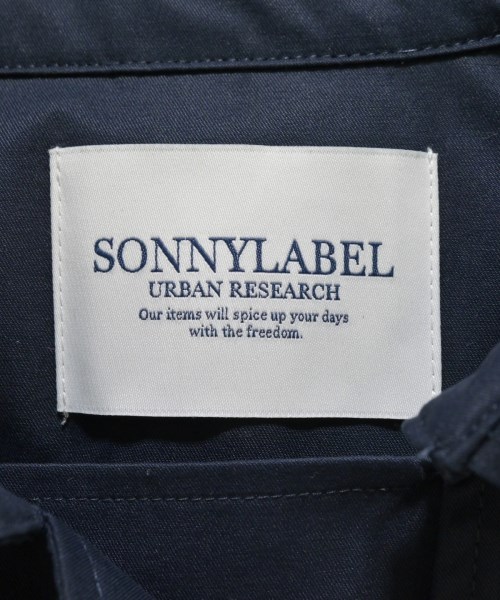 SONNYLABEL
URBAN RESEARCH
Our items will spice up your days
with the freedom.